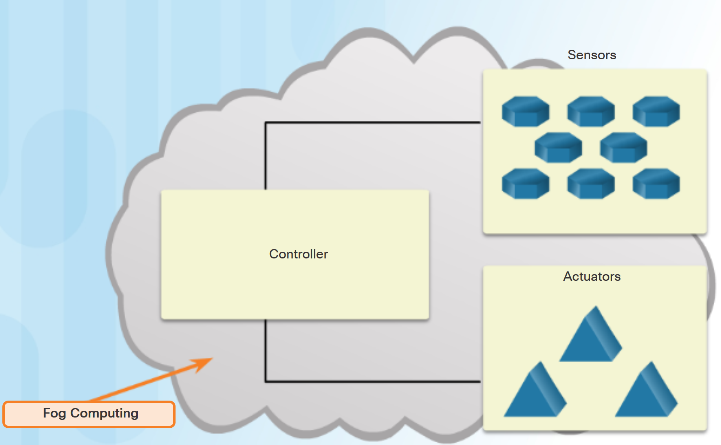 Sensors
Controller
Actuators
Fog Computing